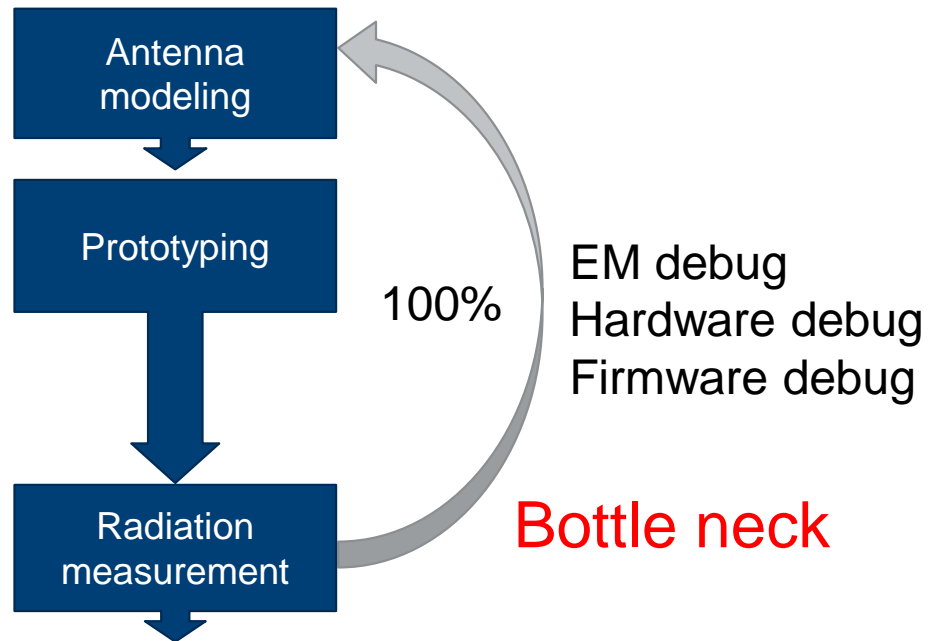 Antenna
modeling
Prototyping
100%
EM debug
Hardware debug
Firmware debug
Radiation
measurement
Bottle neck